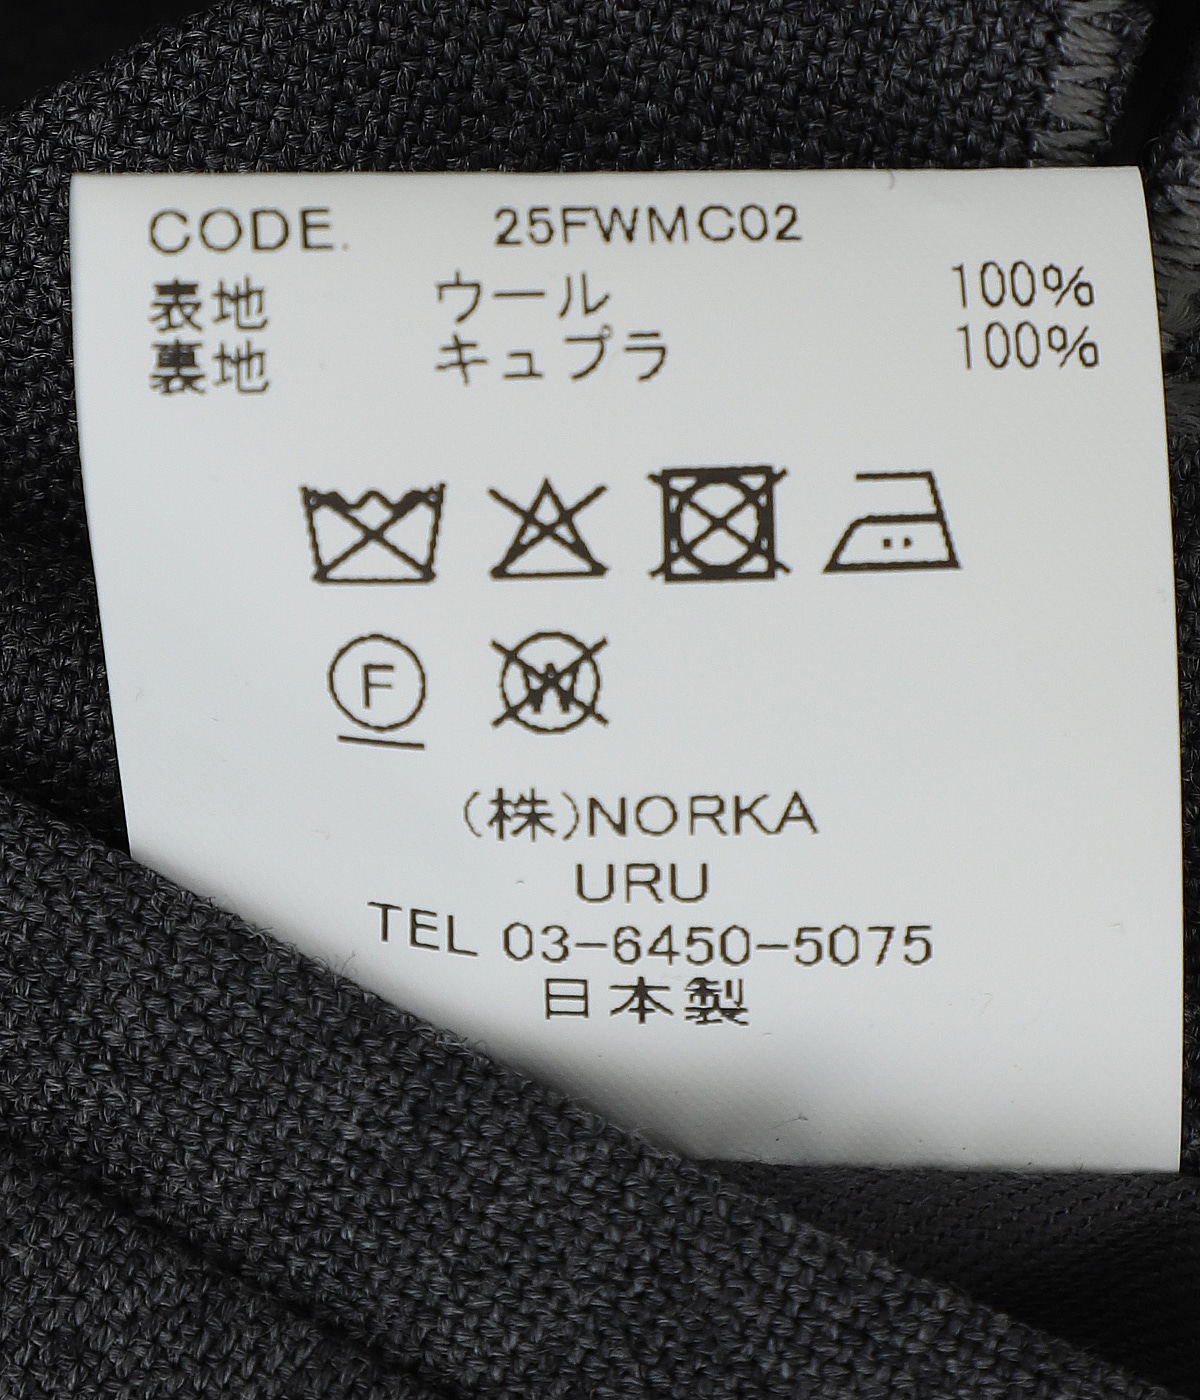 CODE. 25FWMC02
表地 ウール 100%
裏地 キュプラ 100%
F W
(株)NORKA
URU
TEL 03-6450-5075
日本製